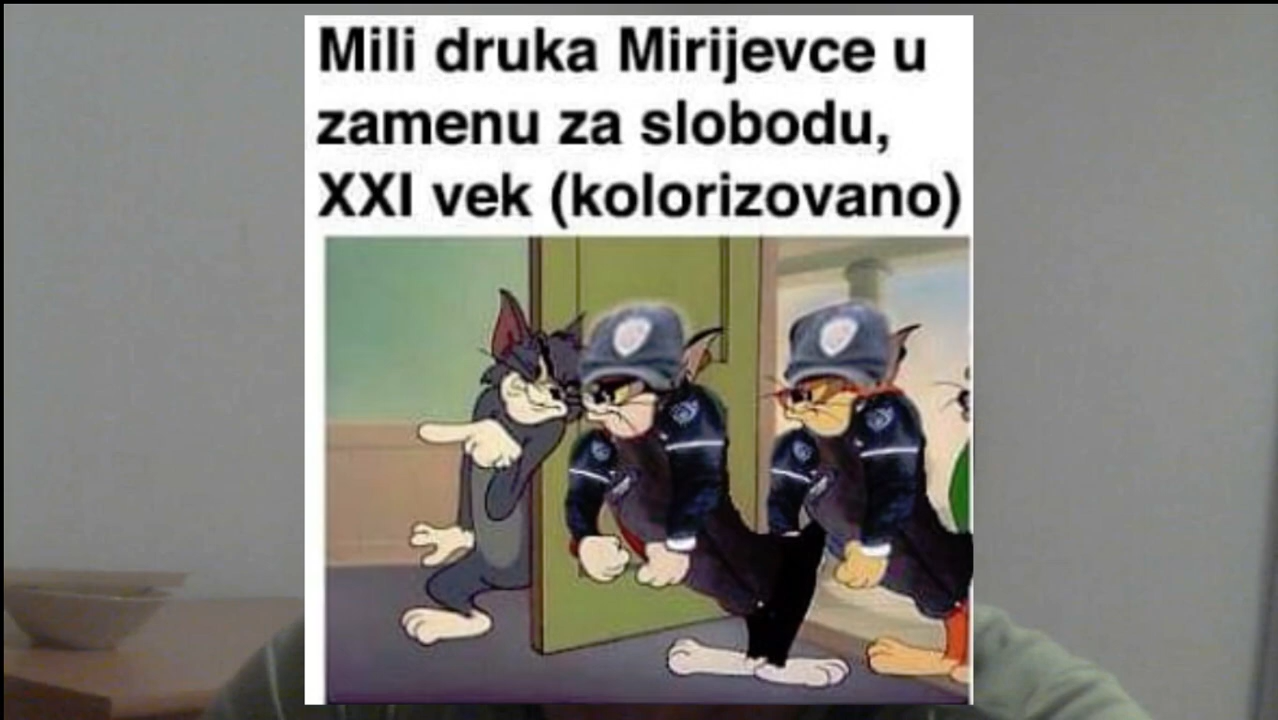 Mili druka Mirijevce u
zamenu za slobodu,
XXI vek (kolorizovano)